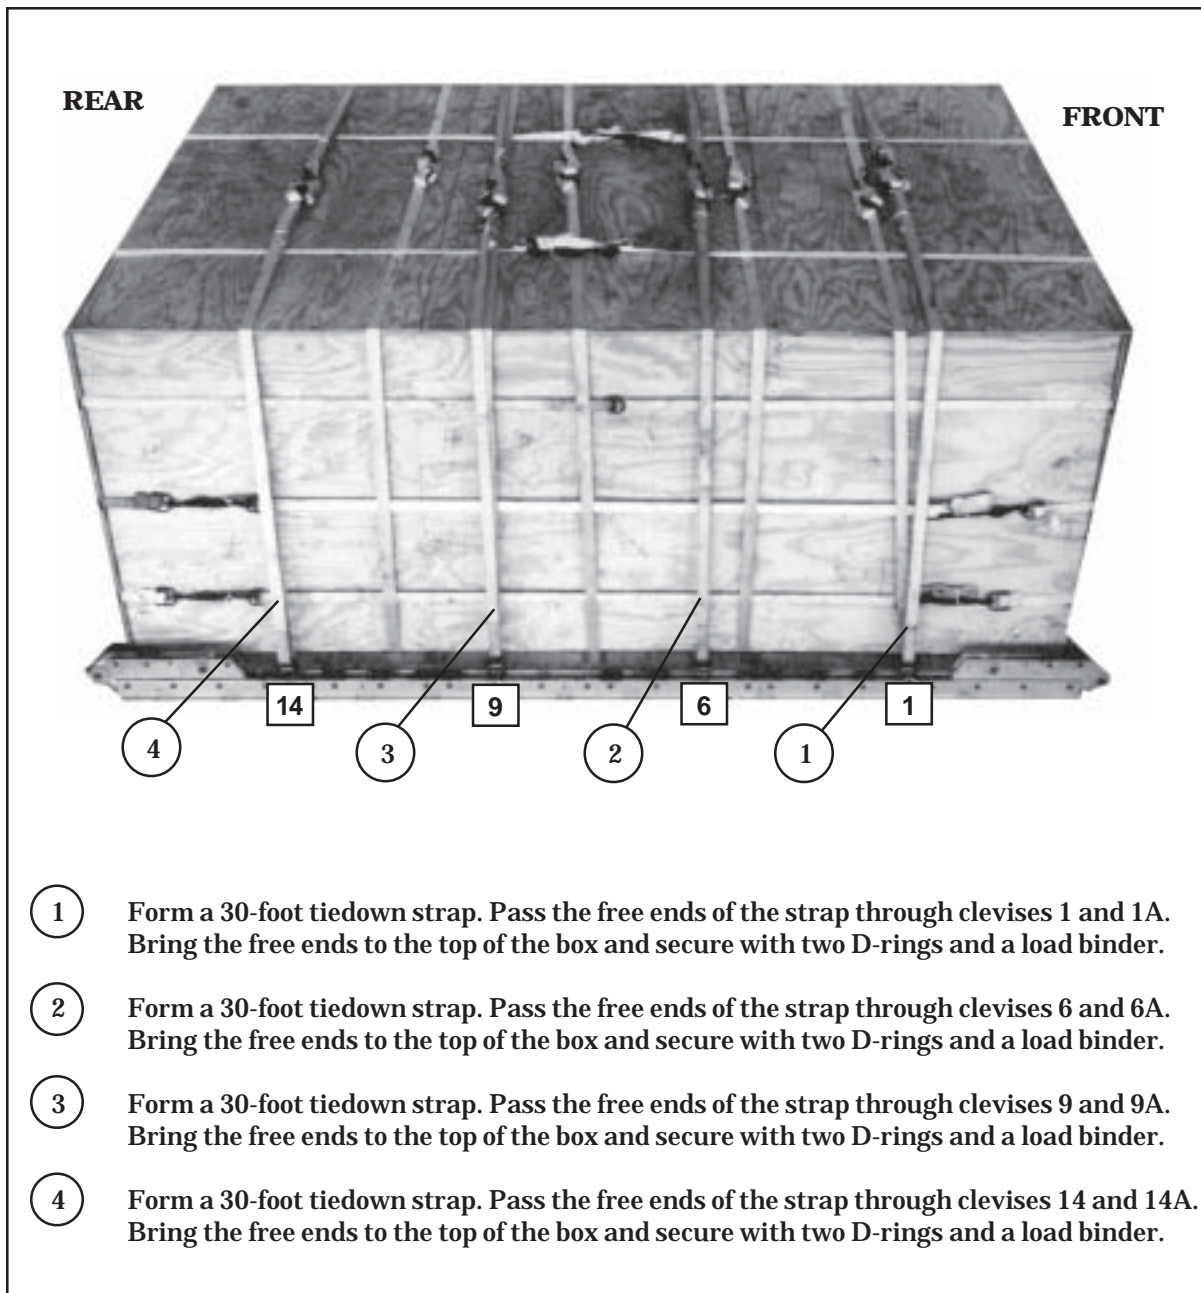 REAR
FRONT
14
9
6
1
4
3
2
1
1
Form a 30-foot tiedown strap. Pass the free ends of the strap through clevises 1 and 1A.
Bring the free ends to the top of the box and secure with two D-rings and a load binder.
2
Form a 30-foot tiedown strap. Pass the free ends of the strap through clevises 6 and 6A.
Bring the free ends to the top of the box and secure with two D-rings and a load binder.
3
Form a 30-foot tiedown strap. Pass the free ends of the strap through clevises 9 and 9A.
Bring the free ends to the top of the box and secure with two D-rings and a load binder.
4
Form a 30-foot tiedown strap. Pass the free ends of the strap through clevises 14 and 14A.
Bring the free ends to the top of the box and secure with two D-rings and a load binder.